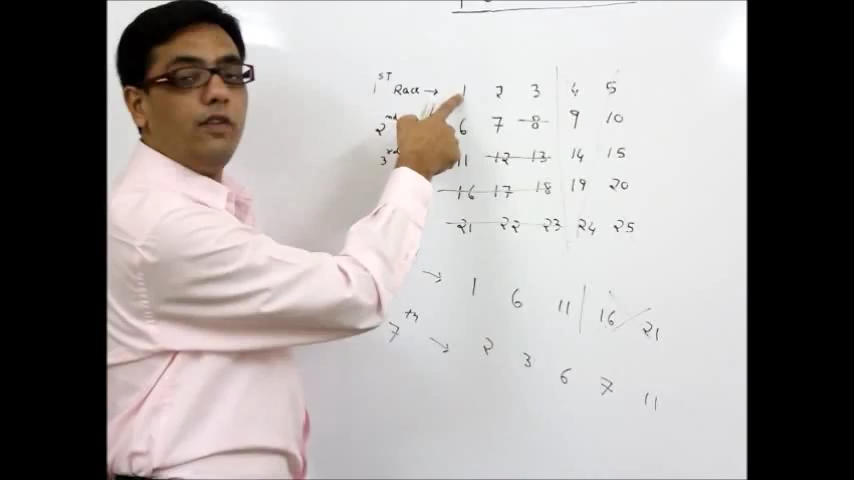 1ST Race → 1 2 3 4 5
2nd 6 7 8 9 10
3rd 11 12 13 14 15
16 17 18 19 20
21 22 23 24 25
→ 1 6 11 16 21
7th → 2 3 6 7 11